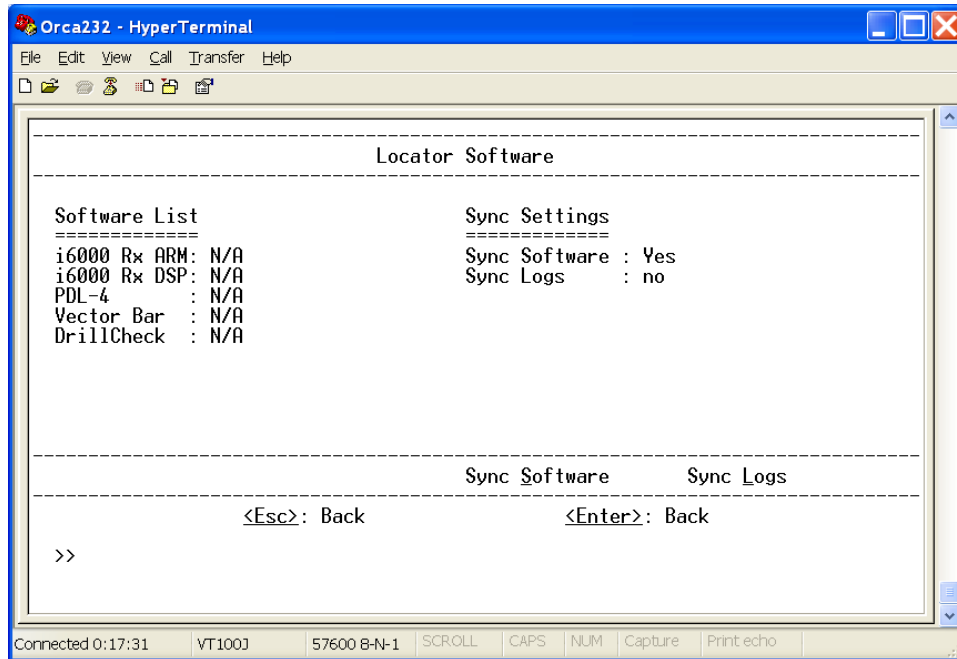 Orca232 - HyperTerminal
File Edit View Call Transfer Help
Locator Software
Software List
=============
i6000 Rx ARM: N/A
i6000 Rx DSP: N/A
PDL-4 : N/A
Vector Bar : N/A
DrillCheck : N/A
Sync Settings
=============
Sync Software : Yes
Sync Logs : no
Sync Software Sync Logs
<Esc>: Back <Enter>: Back
>>
Connected 0:17:31 VT100J 57600 8-N-1 SCROLL CAPS NUM Capture Print echo